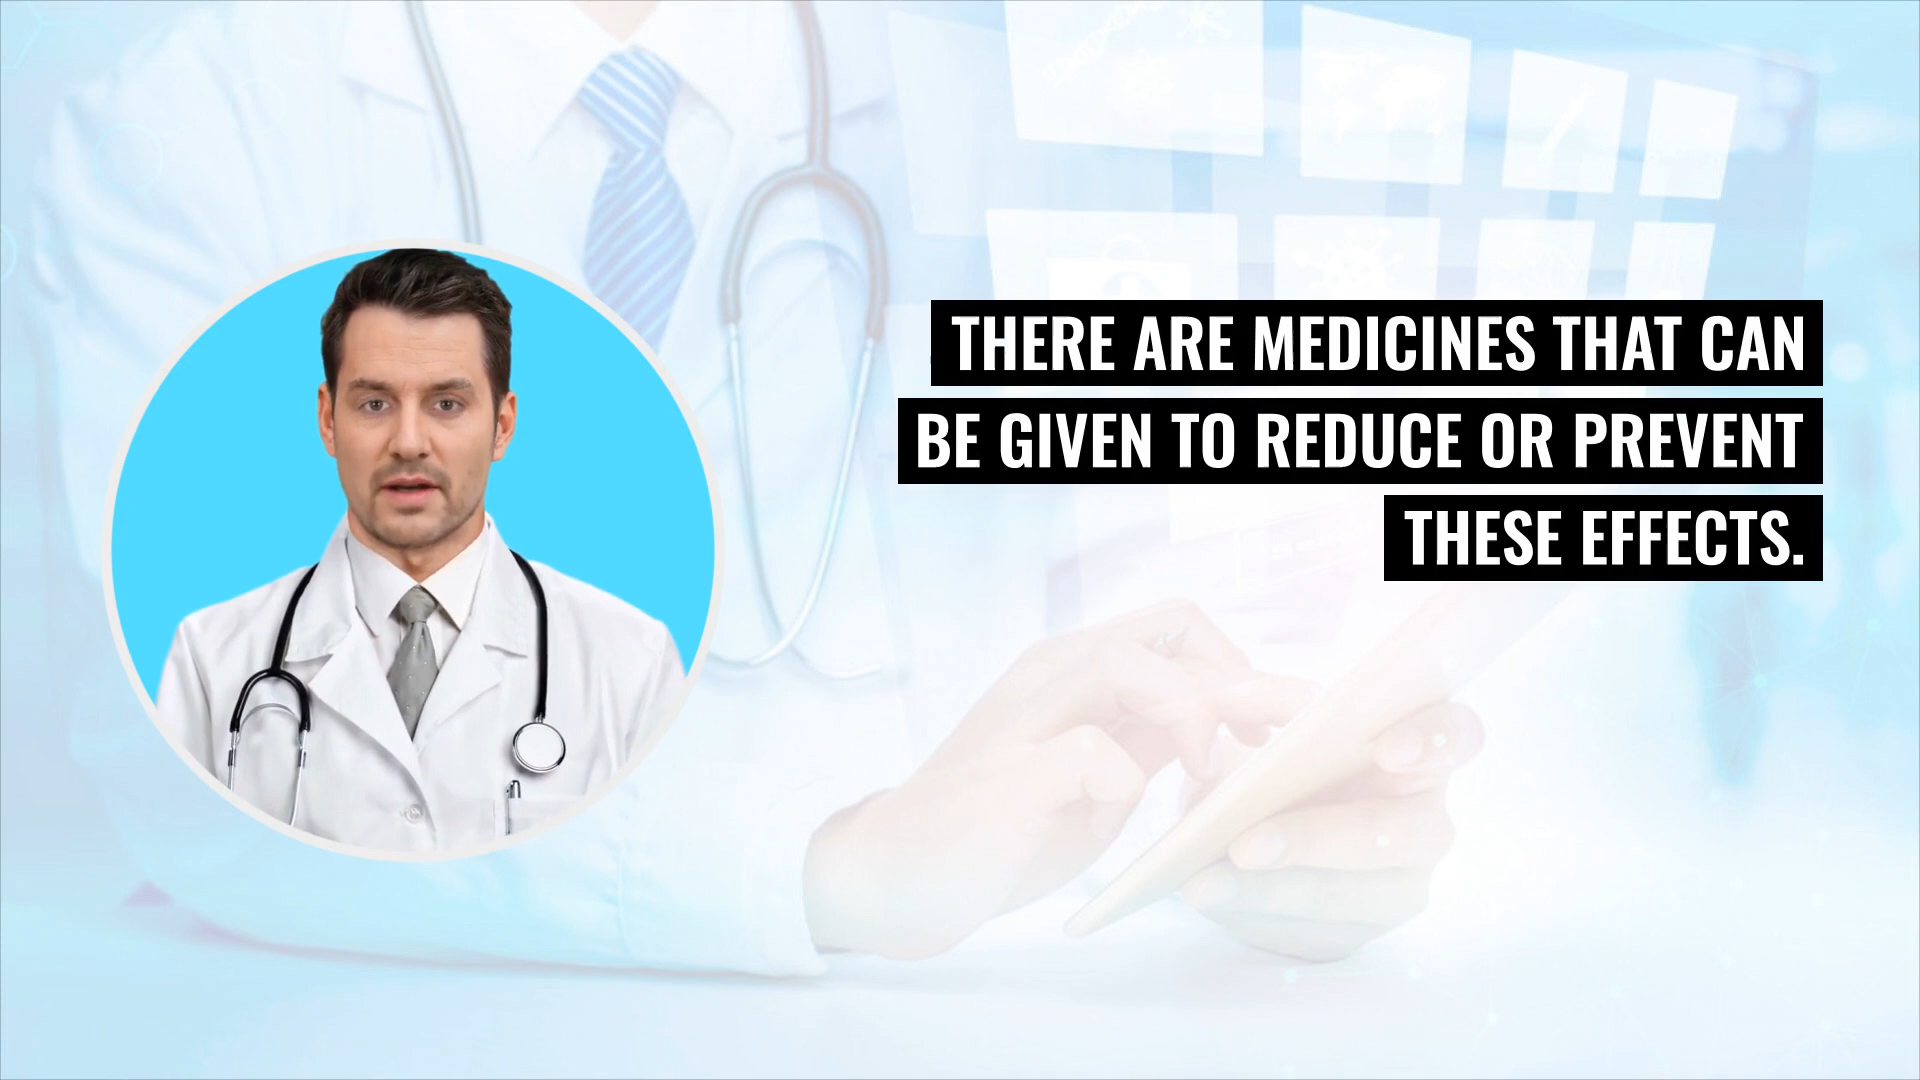 THERE ARE MEDICINES THAT CAN
BE GIVEN TO REDUCE OR PREVENT
THESE EFFECTS.